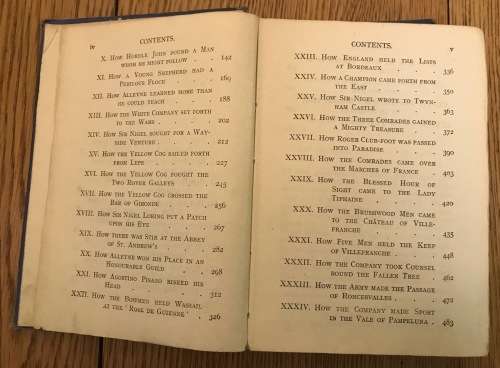 iv
CONTENTS.
X. How Hordle John found a Man
whom he might follow . . 142
XI. How a Young Shepherd had a
Perilous Flock . . . 169
XII. How Alleyne learned more than
he could teach . . . 188
XIII. How the White Company set forth
to the Wars . . . . 202
XIV. How Sir Nigel sought for a Way-
side Venture . . . . 212
XV. How the Yellow Cog sailed forth
from Lepe . . . . 227
XVI. How the Yellow Cog fought the
Two Rover Galleys . . 243
XVII. How the Yellow Cog crossed the
Bar of Gironde . . . 256
XVIII. How Sir Nigel Loring put a Patch
upon his Eye . . . 267
XIX. How there was Stir at the Abbey
of St. Andrew's . . . 282
XX. How Alleyne won his Place in an
Honourable Guild . . . 298
XXI. How Agostino Pisano risked his
Head . . . . . 312
XXII. How the Bowmen held Wassail
at the 'Rose de Guienne' . . 326
CONTENTS.
v
XXIII. How England held the Lists
at Bordeaux . . . 336
XXIV. How a Champion came forth from
the East . . . . 350
XXV. How Sir Nigel wrote to Twyn-
ham Castle . . . . 363
XXVI. How the Three Comrades gained
a Mighty Treasure . . 372
XXVII. How Roger Club-foot was passed
into Paradise . . . 390
XXVIII. How the Comrades came over
the Marches of France . . 403
XXIX. How the Blessed Hour of
Sight came to the Lady
Tiphaine . . . . 420
XXX. How the Brushwood Men came
to the Château of Ville-
franche . . . . 435
XXXI. How Five Men held the Keep
of Villefranche . . . 448
XXXII. How the Company took Counsel
round the Fallen Tree . . 462
XXXIII. How the Army made the Passage
of Roncesvalles . . . 472
XXXIV. How the Company made Sport
in the Vale of Pampeluna . 483